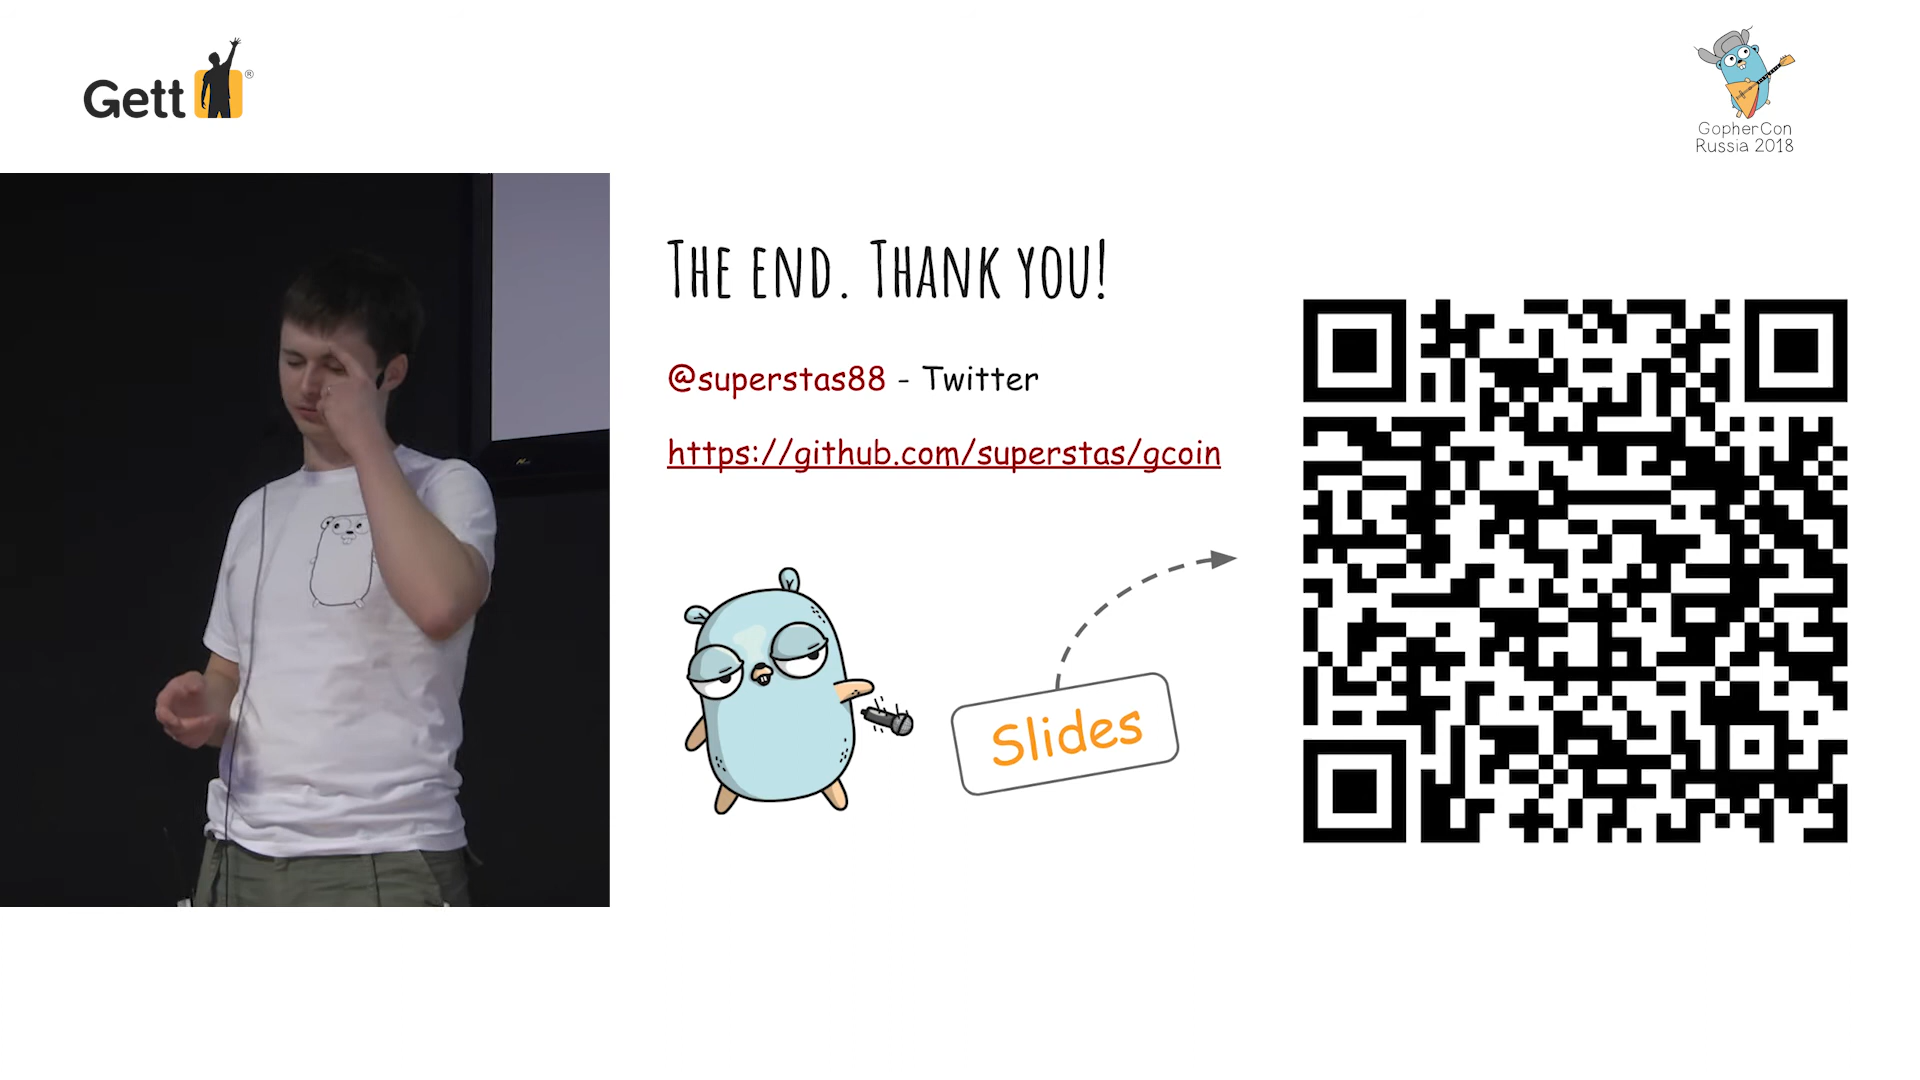 Gett®
GopherCon
Russia 2018
The end. Thank you!
@superstas88 - Twitter
https://github.com/superstas/gcoin
Slides